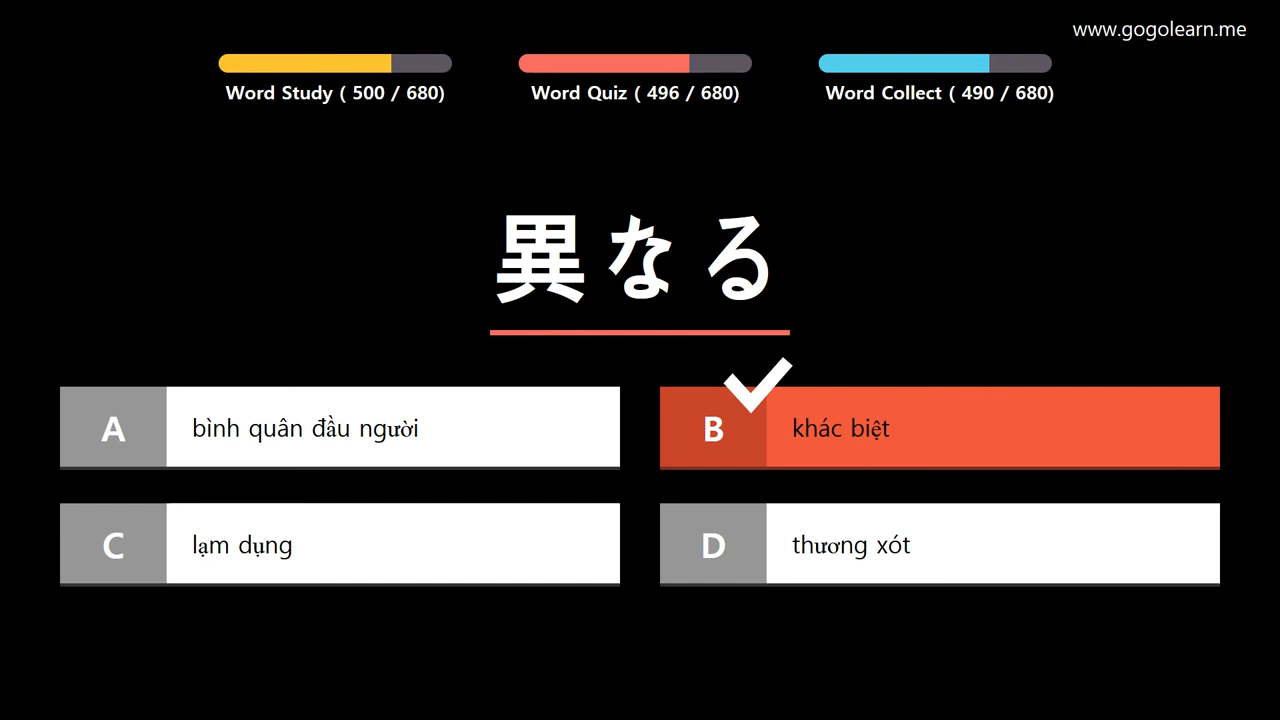 www.gogolearn.me
Word Study ( 500 / 680)
Word Quiz ( 496 / 680)
Word Collect ( 490 / 680)
異なる
A bình quân đầu người
B khác biệt
C lạm dụng
D thương xót